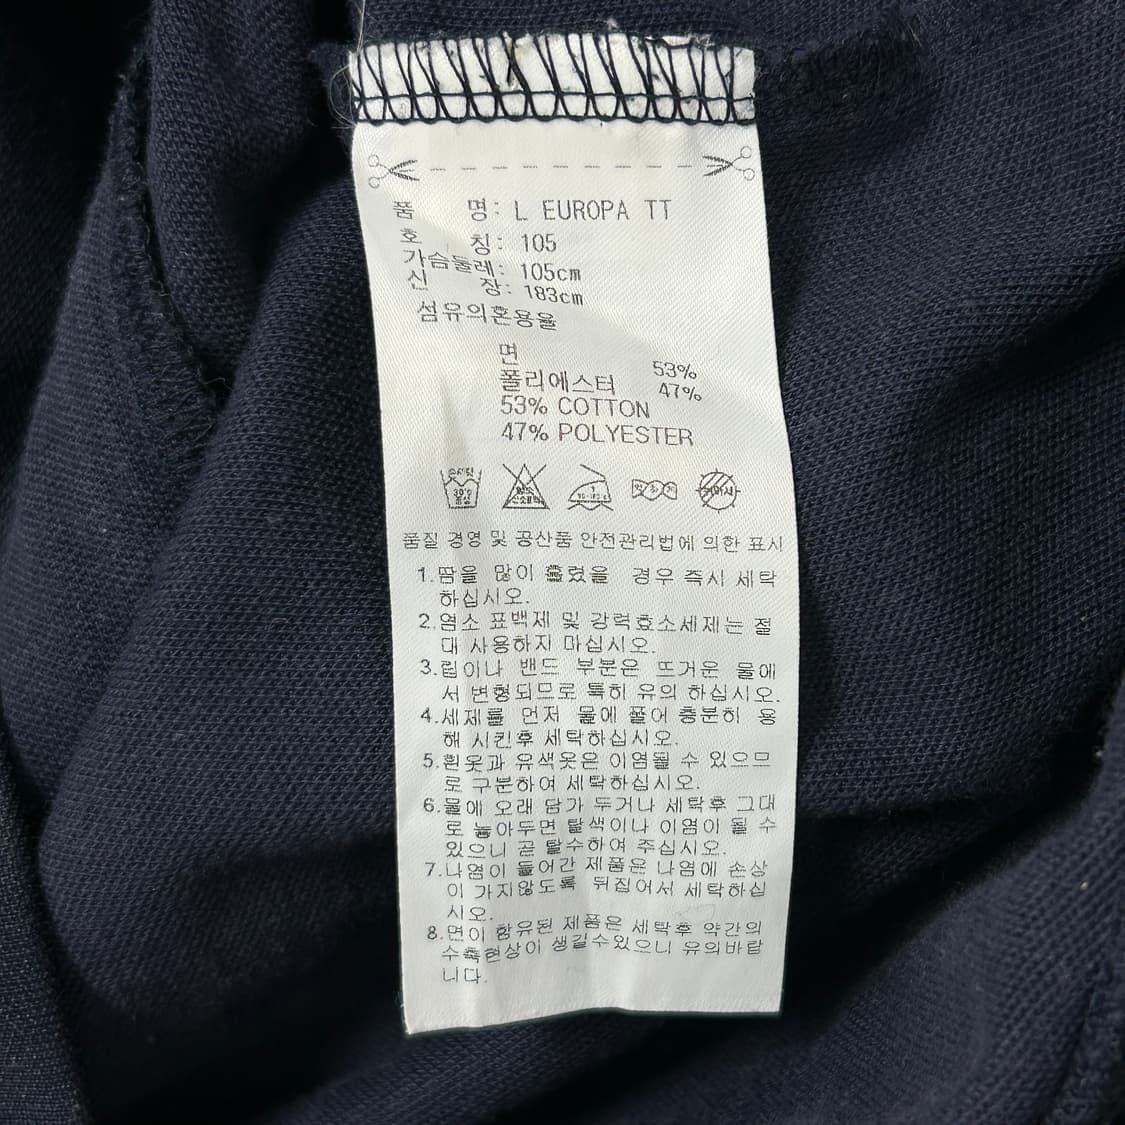 품 명: L EUROPA TT
호 칭: 105
가슴둘레: 105cm
신 장: 183cm
섬유의혼용율
면 53%
폴리에스터 47%
53% COTTON
47% POLYESTER
품질 경영 및 공산품 안전관리법에 의한 표시
1.땀을 많이 흘렸을 경우 즉시 세탁
하십시오.
2.염소 표백제 및 강력효소세제는 절
대 사용하지 마십시오.
3.립이나 밴드 부분은 뜨거운 물에
서 변형되므로 특히 유의 하십시오.
4.세제를 먼저 물에 풀어 충분히 용
해 시킨후 세탁하십시오.
5.흰옷과 유색옷은 이염될 수 있으므
로 구분하여 세탁하십시오.
6.물에 오래 담가 두거나 세탁후 그대
로 놓아두면 탈색이나 이염이 될 수
있으니 곧 탈수하여 주십시오.
7.나염이 들어간 제품은 나염에 손상
이 가지않도록 뒤집어서 세탁하십
시오.
8.면이 함유된 제품은 세탁후 약간의
수축현상이 생길수있으니 유의바랍
니다.